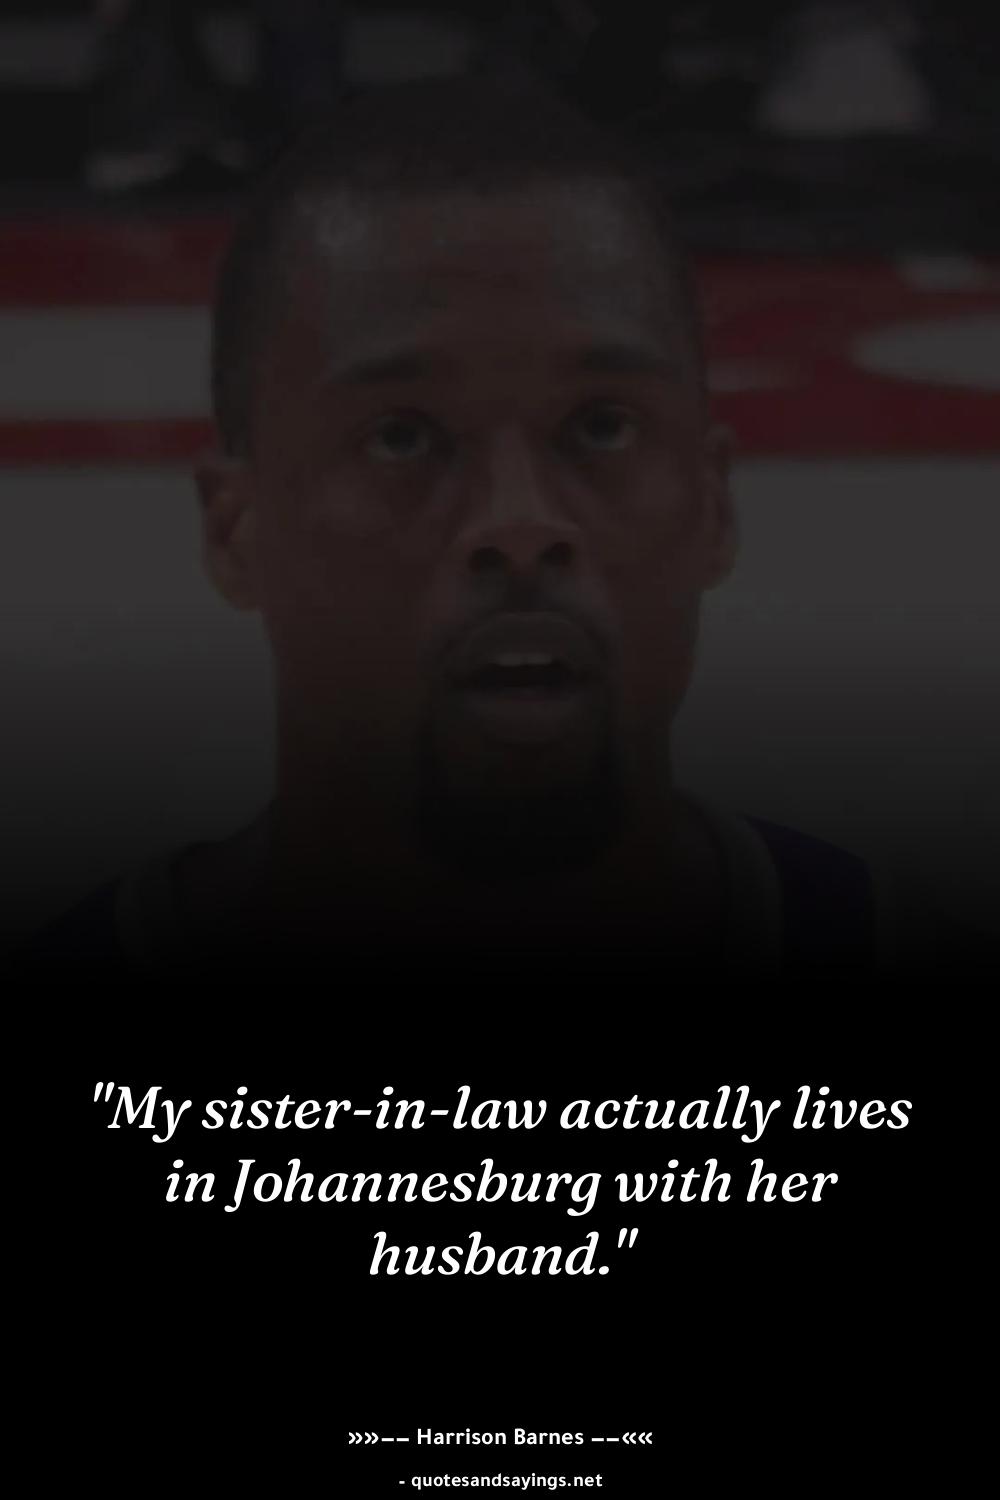 "My sister-in-law actually lives
in Johannesburg with her
husband."
»»–– Harrison Barnes ––««
- quotesandsayings.net